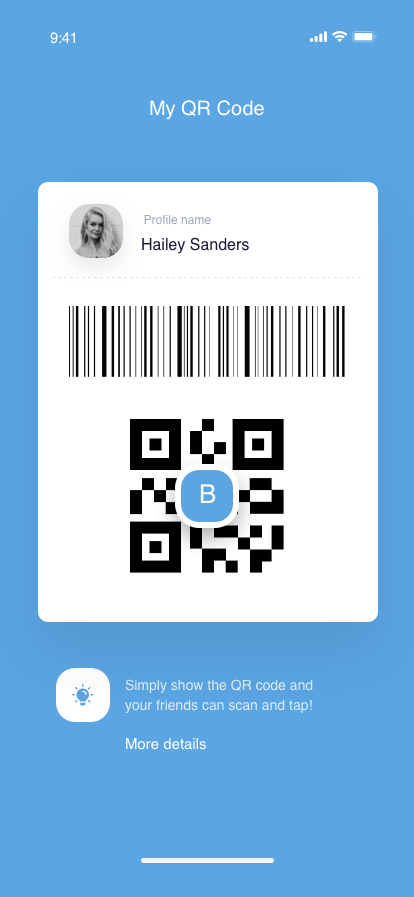 9:41
My QR Code
Profile name
Hailey Sanders
B
Simply show the QR code and
your friends can scan and tap!
More details